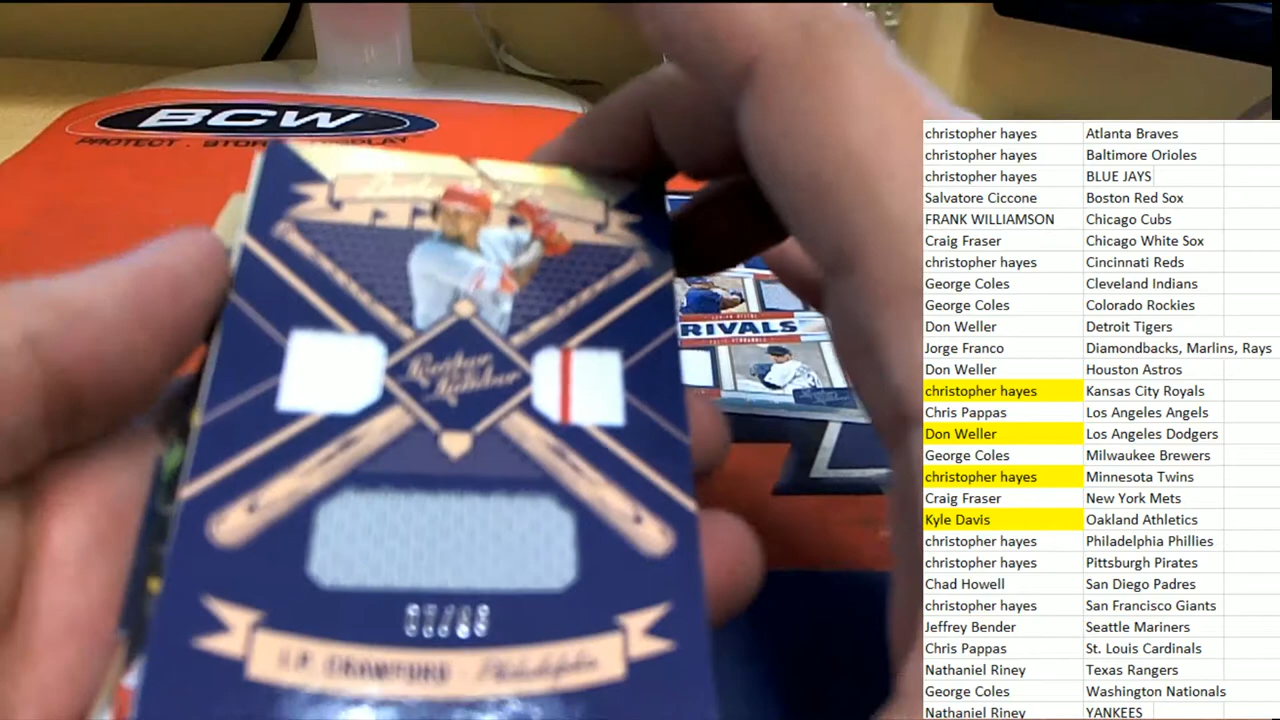 BCW
PROTECT . STORE . DISPLAY
RIVALS
J.P. CRAWFORD Philadelphia
christopher hayes Atlanta Braves
christopher hayes Baltimore Orioles
christopher hayes BLUE JAYS
Salvatore Ciccone Boston Red Sox
FRANK WILLIAMSON Chicago Cubs
Craig Fraser Chicago White Sox
christopher hayes Cincinnati Reds
George Coles Cleveland Indians
George Coles Colorado Rockies
Don Weller Detroit Tigers
Jorge Franco Diamondbacks, Marlins, Rays
Don Weller Houston Astros
christopher hayes Kansas City Royals
Chris Pappas Los Angeles Angels
Don Weller Los Angeles Dodgers
George Coles Milwaukee Brewers
christopher hayes Minnesota Twins
Craig Fraser New York Mets
Kyle Davis Oakland Athletics
christopher hayes Philadelphia Phillies
christopher hayes Pittsburgh Pirates
Chad Howell San Diego Padres
christopher hayes San Francisco Giants
Jeffrey Bender Seattle Mariners
Chris Pappas St. Louis Cardinals
Nathaniel Riney Texas Rangers
George Coles Washington Nationals
Nathaniel Riney YANKEES